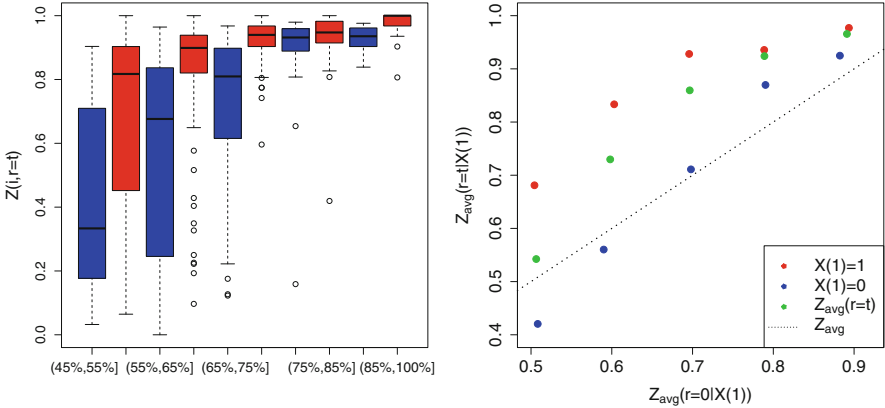 Z(i,r=t)
1.0
0.8
0.6
0.4
0.2
0.0
(45%,55%] (55%,65%] (65%,75%] (75%,85%] (85%,100%]
Zavg(r=t|X(1))
1.0
0.9
0.8
0.7
0.6
0.5
0.4
X(1)=1
X(1)=0
Zavg(r=t)
Zavg
0.5 0.6 0.7 0.8 0.9
Zavg(r=0|X(1))